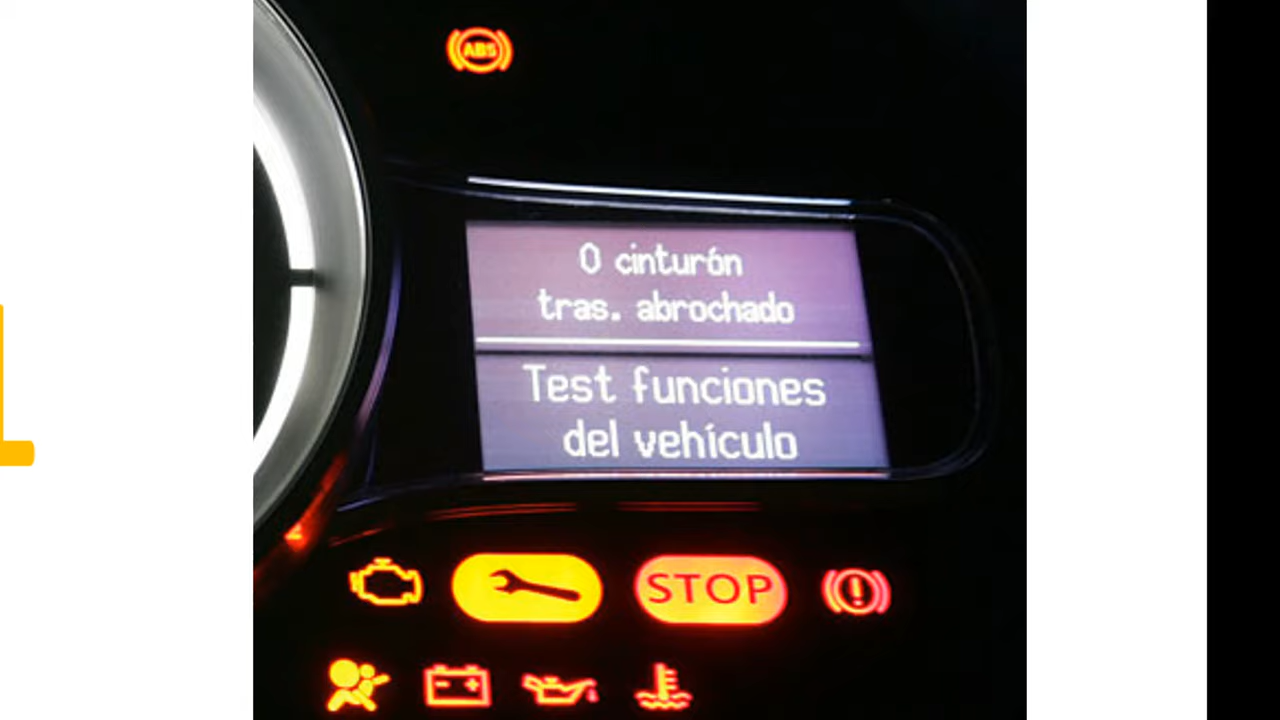 ABS
0 cinturón
tras. abrochado
Test funciones
del vehículo
STOP